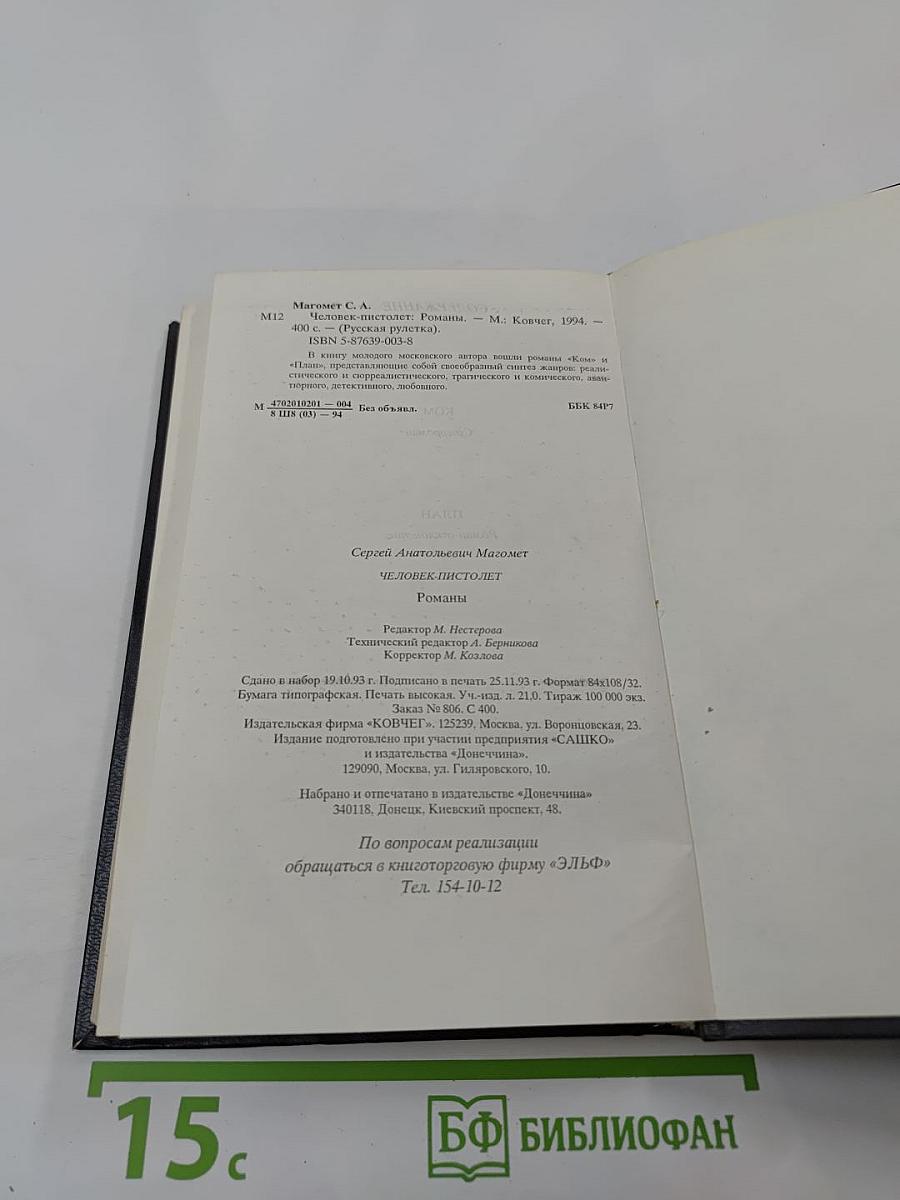 Магомет С. А.
М12 Человек-пистолет: Романы. — М.: Ковчег, 1994. —
400 с. — (Русская рулетка).
ISBN 5-87639-003-8
В книгу молодого московского автора вошли романы «Ком» и
«План», представляющие собой своеобразный синтез жанров: реали-
стического и сюрреалистического, трагического и комического, аван-
тюрного, детективного, любовного.
М 4702010201 — 004
8 Ш8 (03) — 94 Без объявл. ББК 84Р7
КОМ
ПЛАН
Сергей Анатольевич Магомет
ЧЕЛОВЕК-ПИСТОЛЕТ
Романы
Редактор М. Нестерова
Технический редактор А. Берникова
Корректор М. Козлова
Сдано в набор 19.10.93 г. Подписано в печать 25.11.93 г. Формат 84х108/32.
Бумага типографская. Печать высокая. Уч.-изд. л. 21,0. Тираж 100 000 экз.
Заказ № 806. С 400.
Издательская фирма «КОВЧЕГ». 125239, Москва, ул. Воронцовская, 23.
Издание подготовлено при участии предприятия «САШКО»
и издательства «Донеччина».
129090, Москва, ул. Гиляровского, 10.
Набрано и отпечатано в издательстве «Донеччина»
340118, Донецк, Киевский проспект, 48.
По вопросам реализации
обращаться в книготорговую фирму «ЭЛЬФ»
Тел. 154-10-12
15 с
БФ БИБЛИОФАН